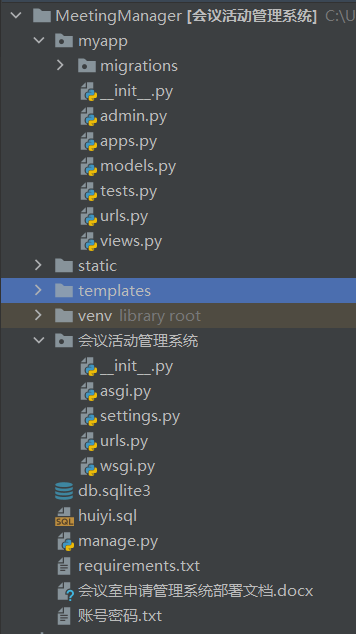 MeetingManager [会议活动管理系统] C:\U
myapp
migrations
__init__.py
admin.py
apps.py
models.py
tests.py
urls.py
views.py
static
templates
venv library root
会议活动管理系统
__init__.py
asgi.py
settings.py
urls.py
wsgi.py
db.sqlite3
huiyi.sql
manage.py
requirements.txt
会议室申请管理系统部署文档.docx
账号密码.txt